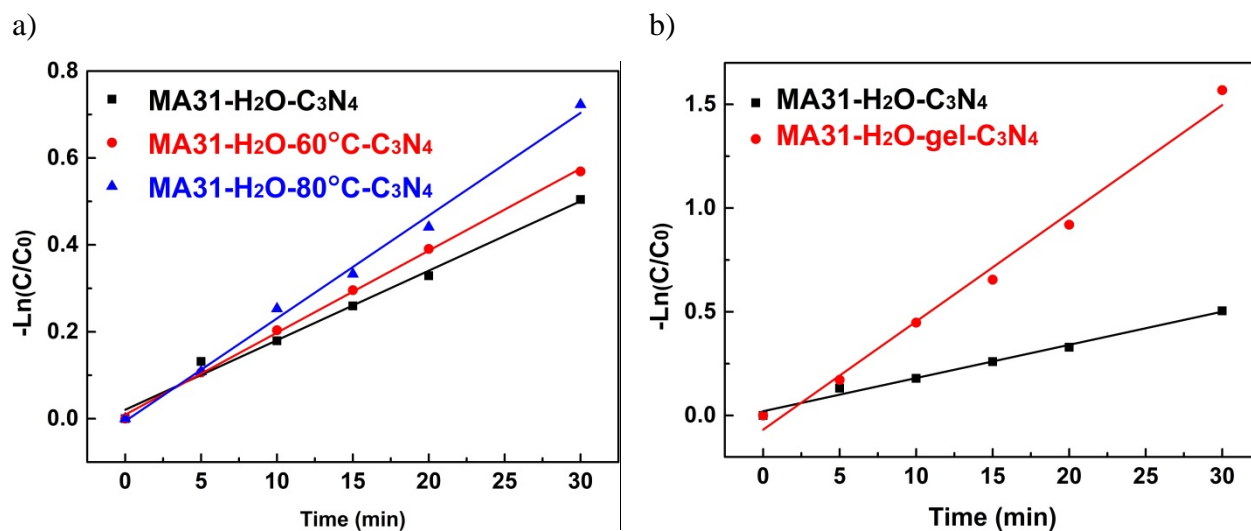 a)
0.8
0.6
0.4
0.2
0.0
-Ln(C/C0)
MA31-H2O-C3N4
MA31-H2O-60°C-C3N4
MA31-H2O-80°C-C3N4
0 5 10 15 20 25 30
Time (min)
b)
1.5
1.0
0.5
0.0
-Ln(C/C0)
MA31-H2O-C3N4
MA31-H2O-gel-C3N4
0 5 10 15 20 25 30
Time (min)